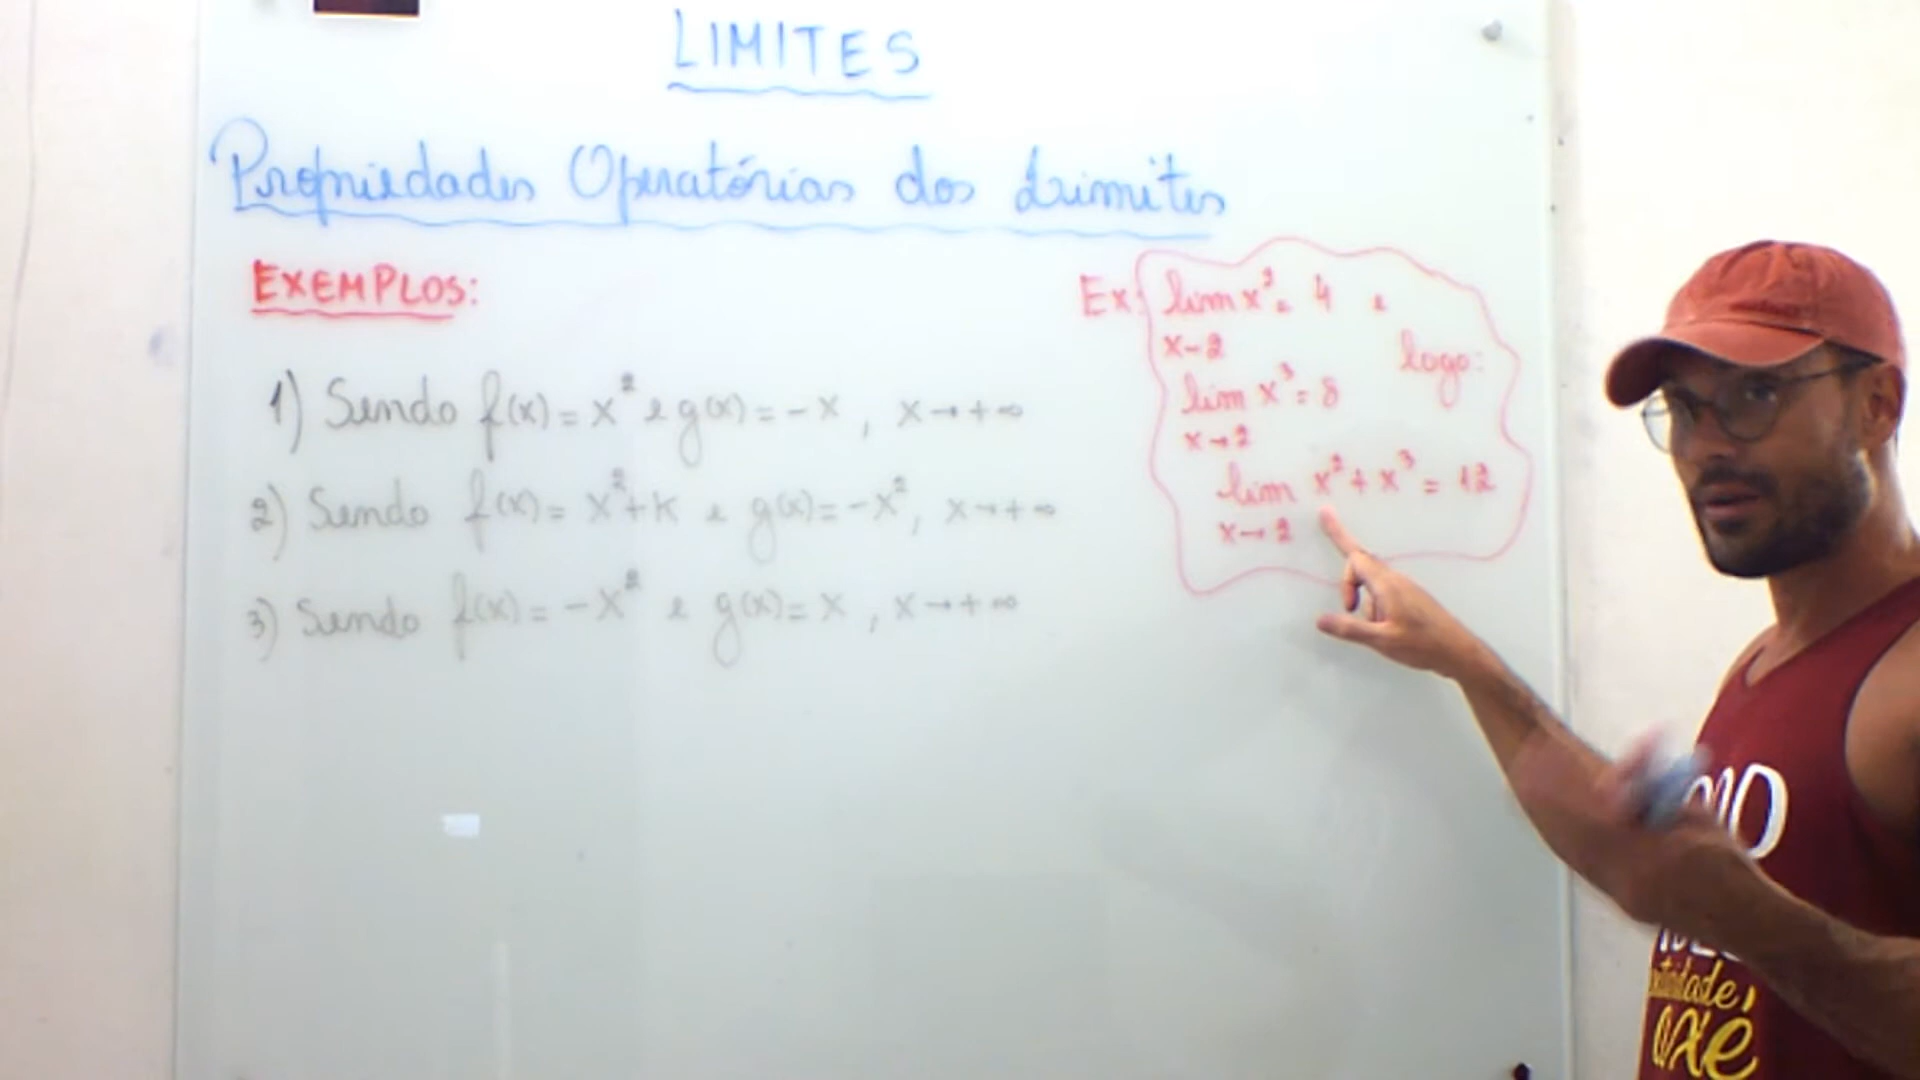 LIMITES
Propriedades Operatórias dos Limites
EXEMPLOS:
1) Sendo f(x) = x² e g(x) = -x , x → +∞
2) Sendo f(x) = x² + k e g(x) = -x², x → +∞
3) Sendo f(x) = -x² e g(x) = x , x → +∞
Ex: lim x² = 4 e
x → 2
logo:
lim x³ = 8
x → 2
lim x² + x³ = 12
x → 2
axé